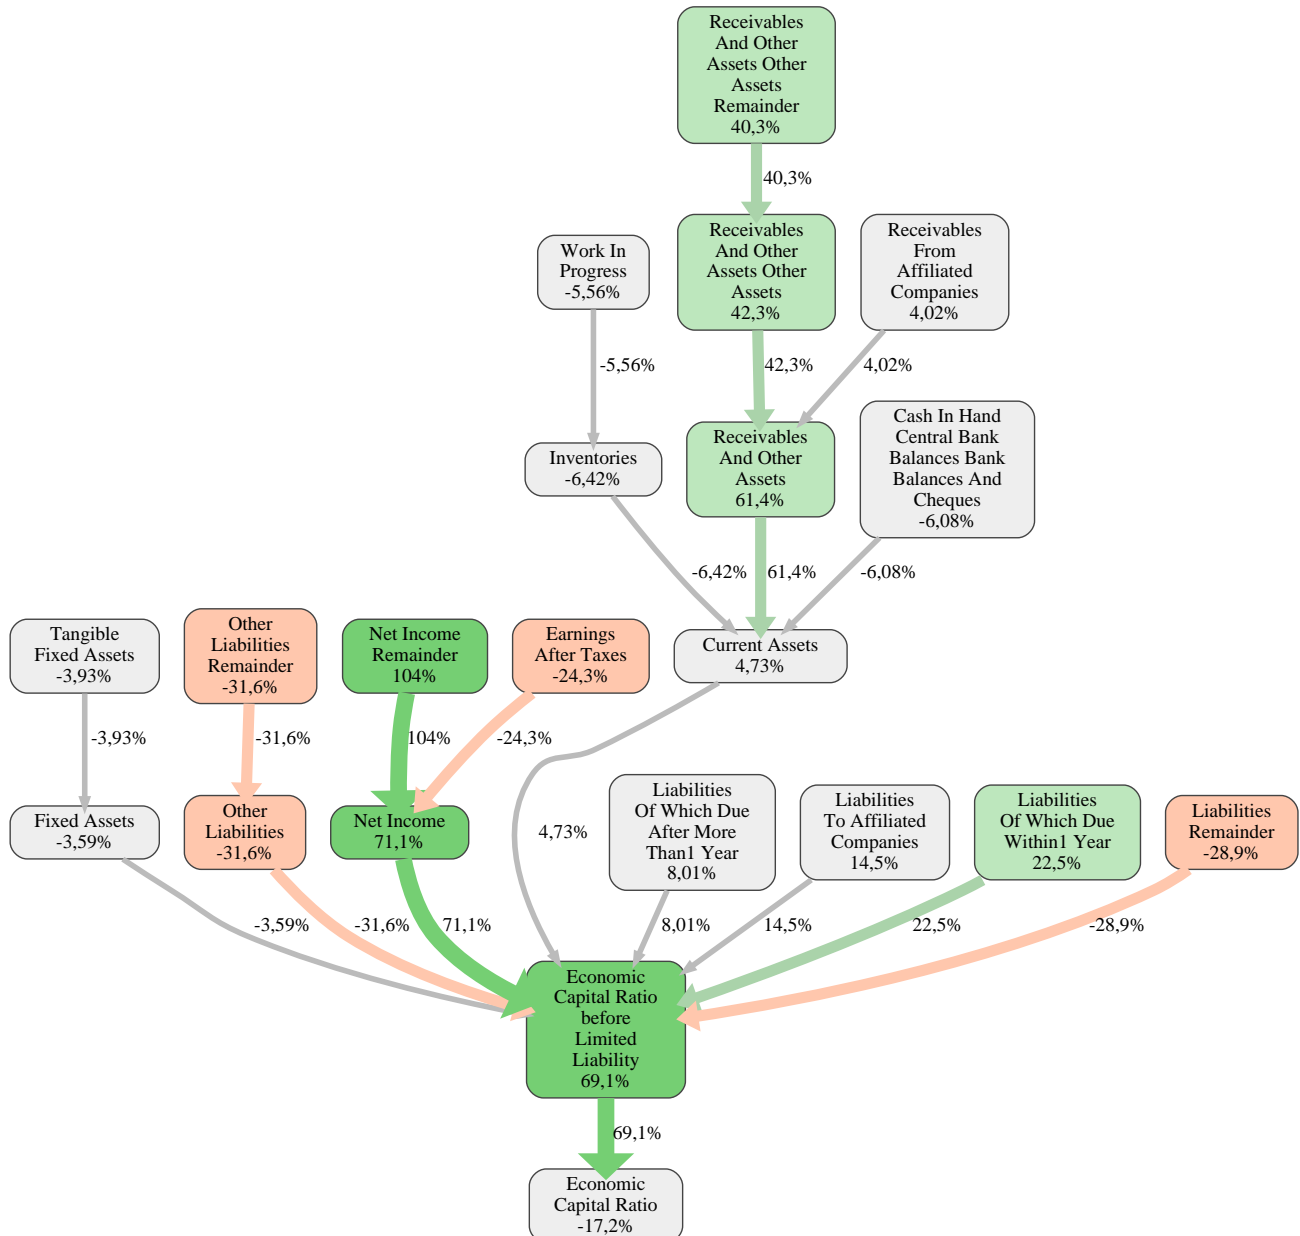 Receivables
And Other
Assets Other
Assets
Remainder
40,3%
40,3%
Work In
Progress
-5,56%
Receivables
And Other
Assets Other
Assets
42,3%
Receivables
From
Affiliated
Companies
4,02%
-5,56%
42,3%
4,02%
Inventories
-6,42%
Receivables
And Other
Assets
61,4%
Cash In Hand
Central Bank
Balances Bank
Balances And
Cheques
-6,08%
-6,42%
61,4%
-6,08%
Tangible
Fixed Assets
-3,93%
Other
Liabilities
Remainder
-31,6%
Net Income
Remainder
104%
Earnings
After Taxes
-24,3%
Current Assets
4,73%
-3,93%
-31,6%
104%
-24,3%
Fixed Assets
-3,59%
Other
Liabilities
-31,6%
Net Income
71,1%
4,73%
Liabilities
Of Which Due
After More
Than1 Year
8,01%
Liabilities
To Affiliated
Companies
14,5%
Liabilities
Of Which Due
Within1 Year
22,5%
Liabilities
Remainder
-28,9%
-3,59%
-31,6%
71,1%
8,01%
14,5%
22,5%
-28,9%
Economic
Capital Ratio
before
Limited
Liability
69,1%
69,1%
Economic
Capital Ratio
-17,2%